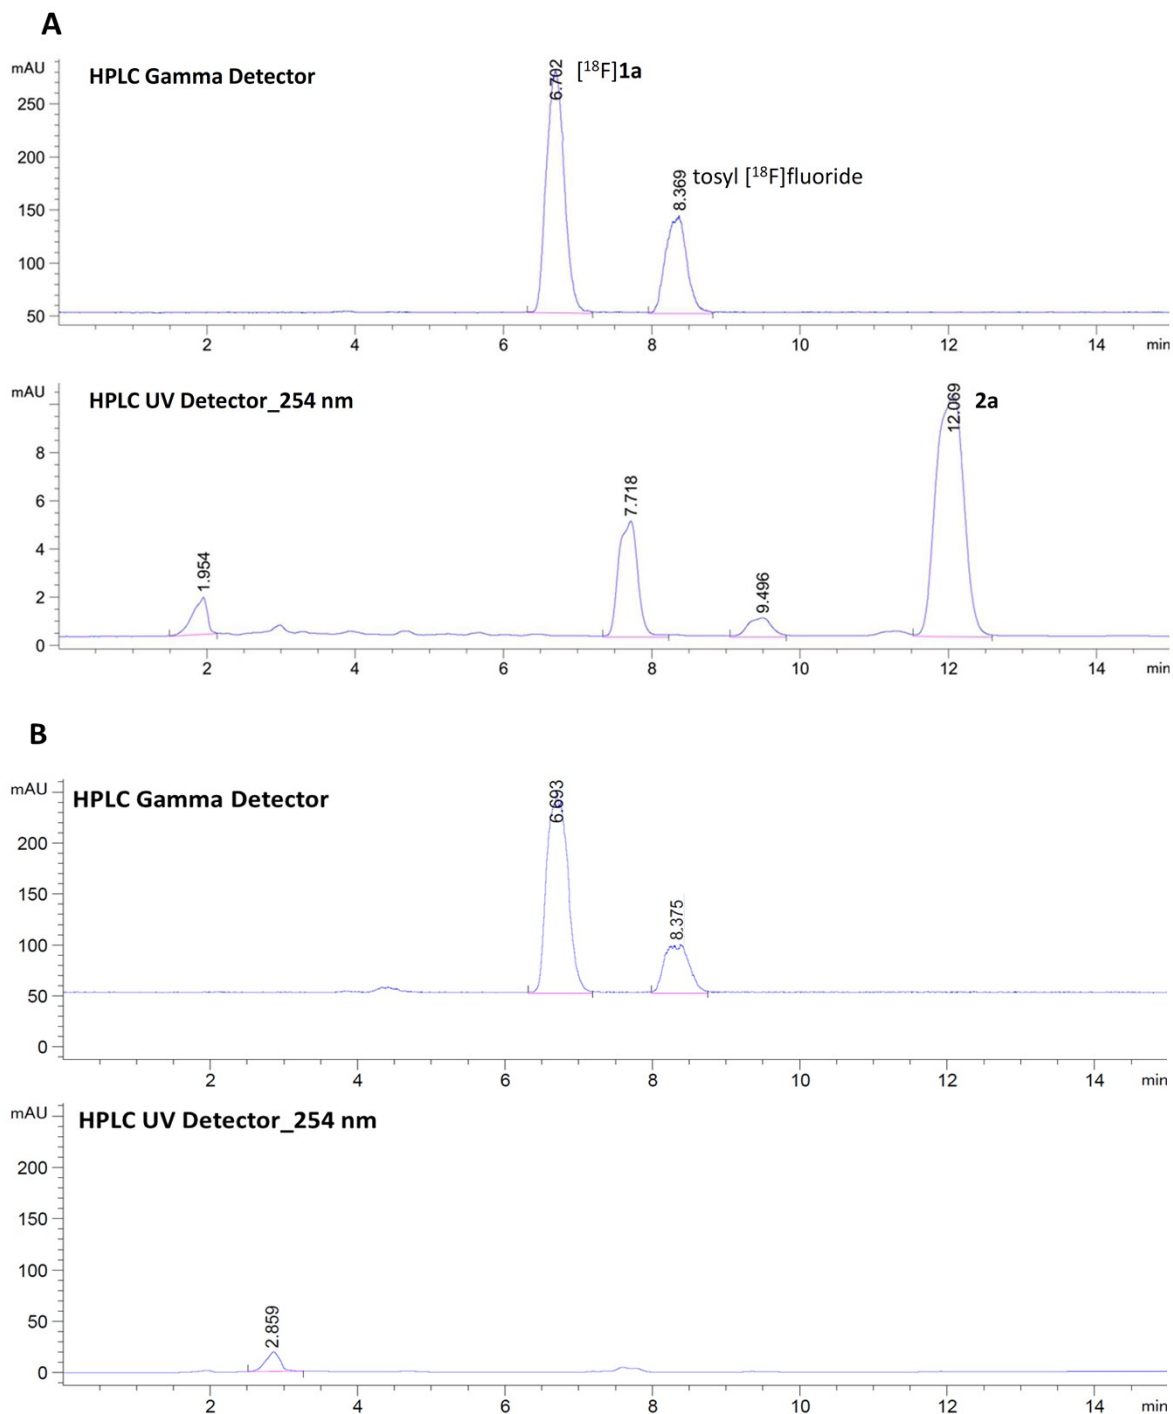 A
mAU
HPLC Gamma Detector
6.702
[18F]1a
8.369
tosyl [18F]fluoride
250
200
150
100
50
2 4 6 8 10 12 14 min
mAU
HPLC UV Detector_254 nm
12.069
2a
8
6
4
2
0
1.954
7.718
9.496
2 4 6 8 10 12 14 min
B
mAU
HPLC Gamma Detector
6.693
8.375
200
150
100
50
0
2 4 6 8 10 12 14 min
mAU
HPLC UV Detector_254 nm
200
150
100
50
0
2.859
2 4 6 8 10 12 14 min